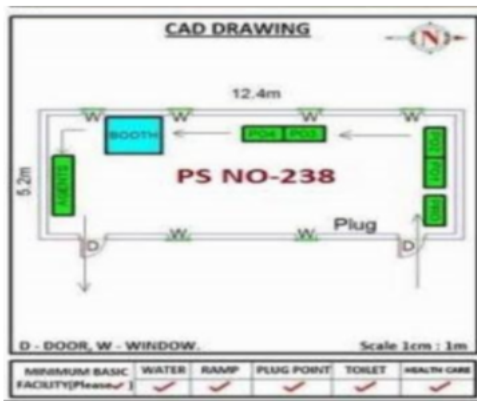 CAD DRAWING
N
12.4m
W W W W
BOOTH
PO4 PO3
PO2
PO1
PRO
5.2m
AGENTS
PS NO-238
Plug
W W
D D
D - DOOR, W - WINDOW. Scale 1cm : 1m
MINIMUM BASIC FACILITY(Please✓ ) WATER RAMP PLUG POINT TOILET HEALTH CARE
✓ ✓ ✓ ✓ ✓